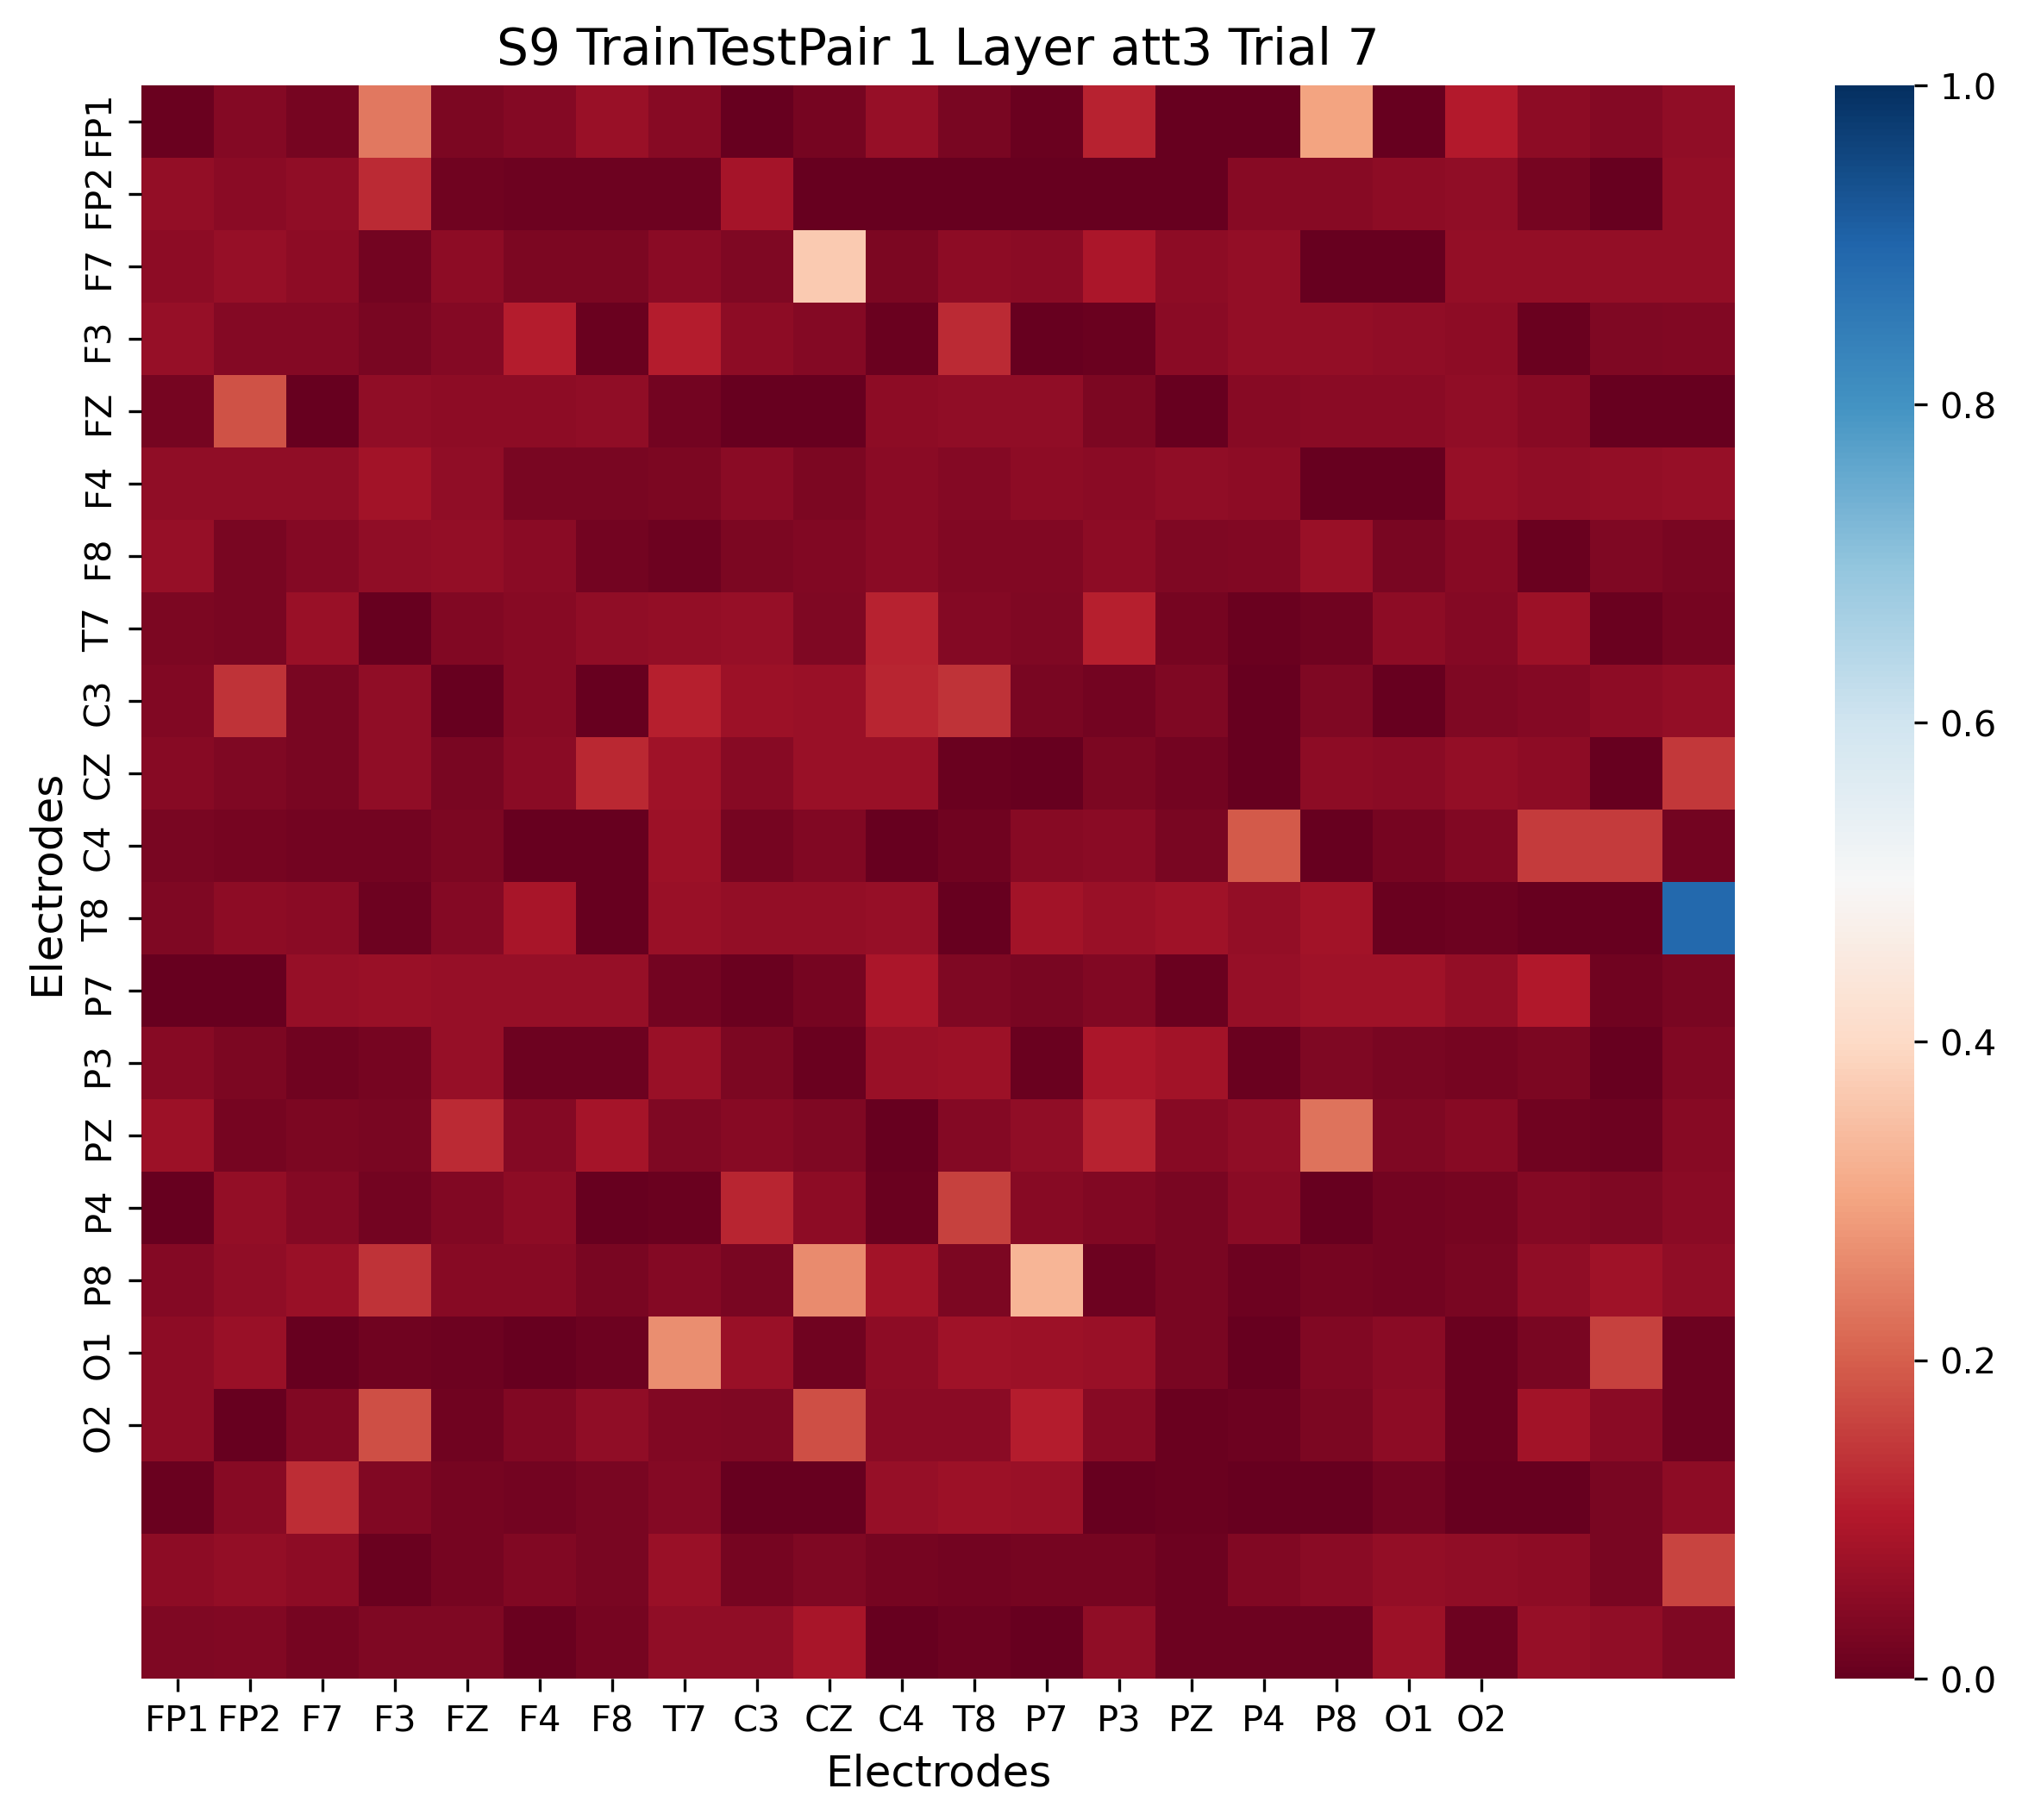 S9 TrainTestPair 1 Layer att3 Trial 7
Electrodes
FP1
FP2
F7
F3
FZ
F4
F8
T7
C3
CZ
C4
T8
P7
P3
PZ
P4
P8
O1
O2
FP1 FP2 F7 F3 FZ F4 F8 T7 C3 CZ C4 T8 P7 P3 PZ P4 P8 O1 O2
Electrodes
1.0
0.8
0.6
0.4
0.2
0.0